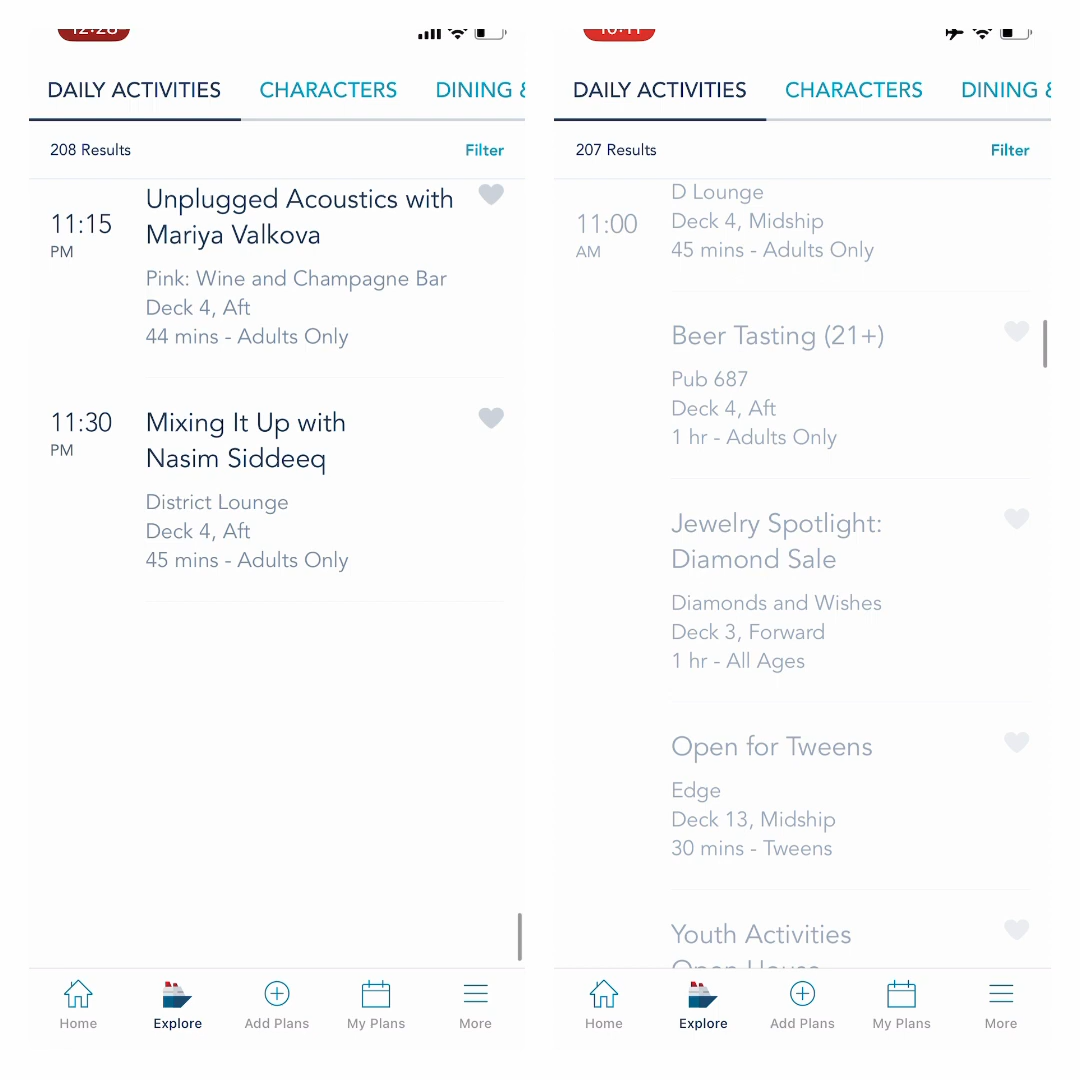 12:28
DAILY ACTIVITIES
CHARACTERS
DINING &
208 Results
Filter
11:15
PM
Unplugged Acoustics with
Mariya Valkova
Pink: Wine and Champagne Bar
Deck 4, Aft
44 mins - Adults Only
11:30
PM
Mixing It Up with
Nasim Siddeeq
District Lounge
Deck 4, Aft
45 mins - Adults Only
Home
Explore
Add Plans
My Plans
More
DAILY ACTIVITIES
CHARACTERS
DINING &
207 Results
Filter
11:00
AM
D Lounge
Deck 4, Midship
45 mins - Adults Only
Beer Tasting (21+)
Pub 687
Deck 4, Aft
1 hr - Adults Only
Jewelry Spotlight:
Diamond Sale
Diamonds and Wishes
Deck 3, Forward
1 hr - All Ages
Open for Tweens
Edge
Deck 13, Midship
30 mins - Tweens
Youth Activities
Open House
Home
Explore
Add Plans
My Plans
More